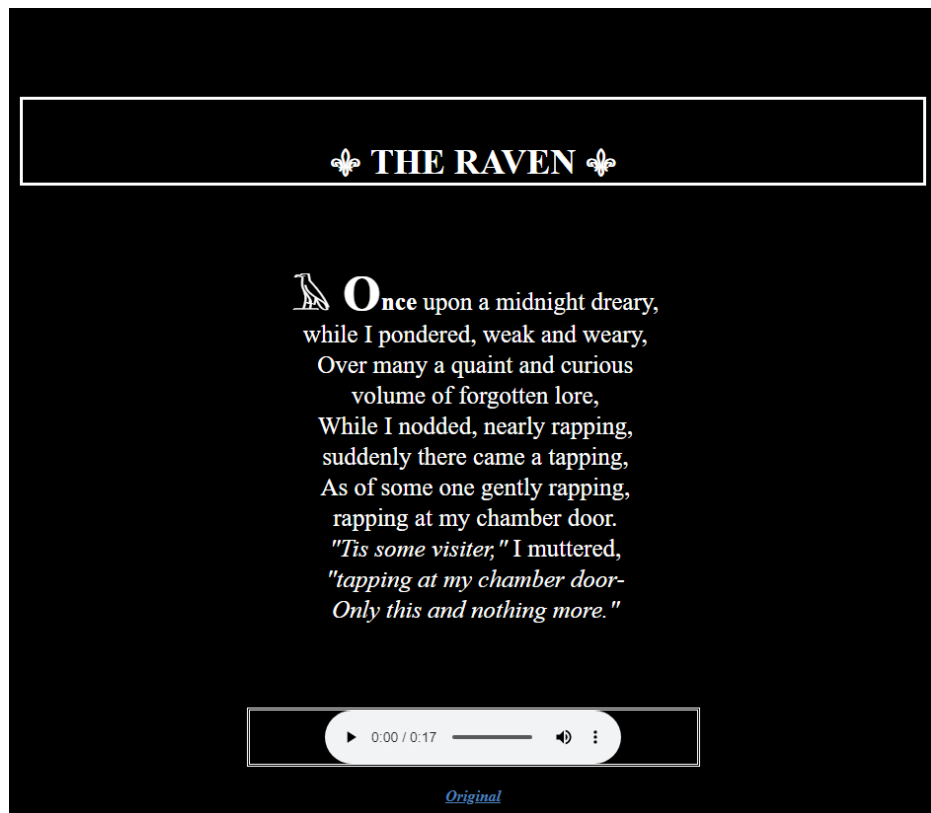 ⚜ THE RAVEN ⚜
𓅃 Once upon a midnight dreary,
while I pondered, weak and weary,
Over many a quaint and curious
volume of forgotten lore,
While I nodded, nearly rapping,
suddenly there came a tapping,
As of some one gently rapping,
rapping at my chamber door.
"Tis some visiter," I muttered,
"tapping at my chamber door-
Only this and nothing more."
0:00 / 0:17
Original